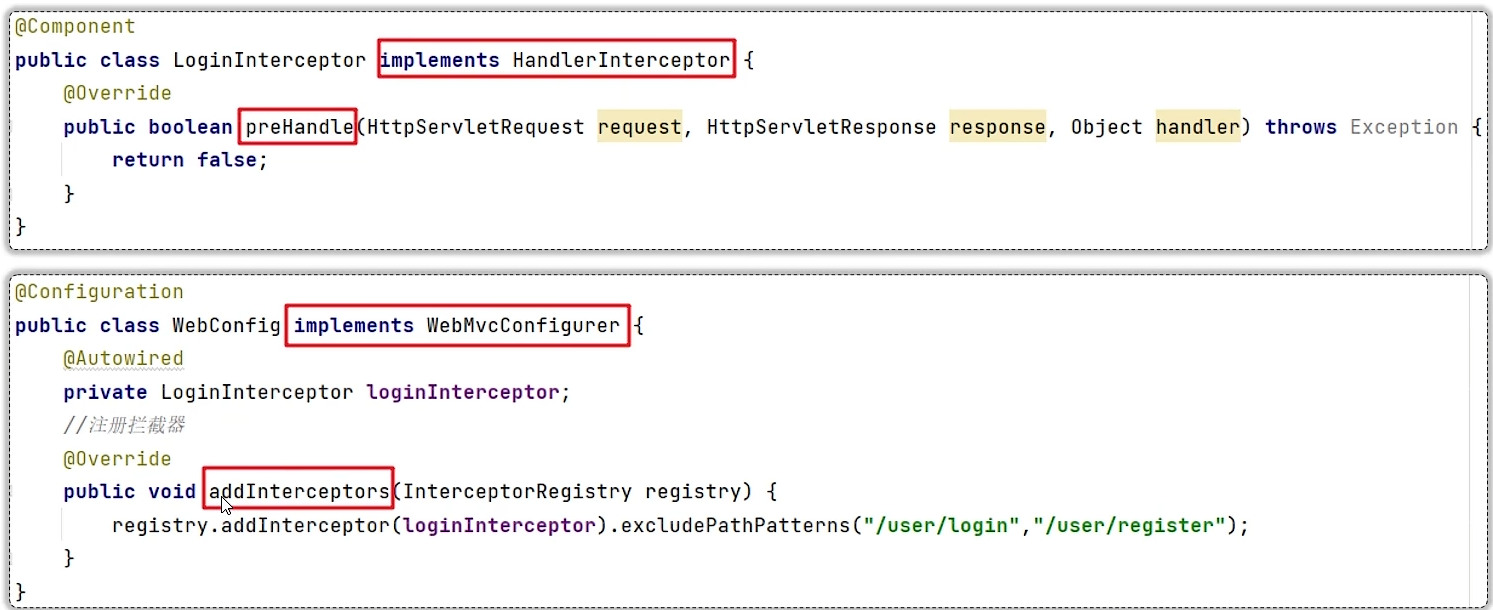 @Component
public class LoginInterceptor implements HandlerInterceptor {
@Override
public boolean preHandle(HttpServletRequest request, HttpServletResponse response, Object handler) throws Exception {
return false;
}
}
@Configuration
public class WebConfig implements WebMvcConfigurer {
@Autowired
private LoginInterceptor loginInterceptor;
//注册拦截器
@Override
public void addInterceptors(InterceptorRegistry registry) {
registry.addInterceptor(loginInterceptor).excludePathPatterns("/user/login","/user/register");
}
}